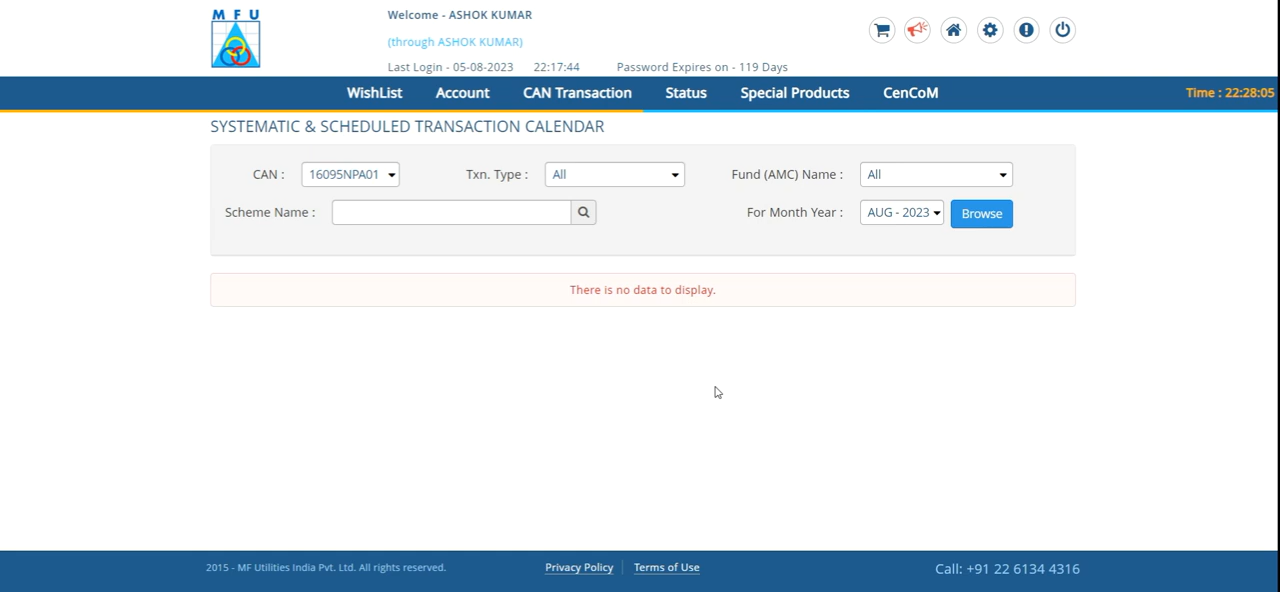 M F U
Welcome - ASHOK KUMAR
(through ASHOK KUMAR)
Last Login - 05-08-2023 22:17:44 Password Expires on - 119 Days
WishList Account CAN Transaction Status Special Products CenCoM Time : 22:28:05
SYSTEMATIC & SCHEDULED TRANSACTION CALENDAR
CAN : 16095NPA01 Txn. Type : All Fund (AMC) Name : All
Scheme Name : For Month Year : AUG - 2023 Browse
There is no data to display.
2015 - MF Utilities India Pvt. Ltd. All rights reserved. Privacy Policy Terms of Use Call: +91 22 6134 4316